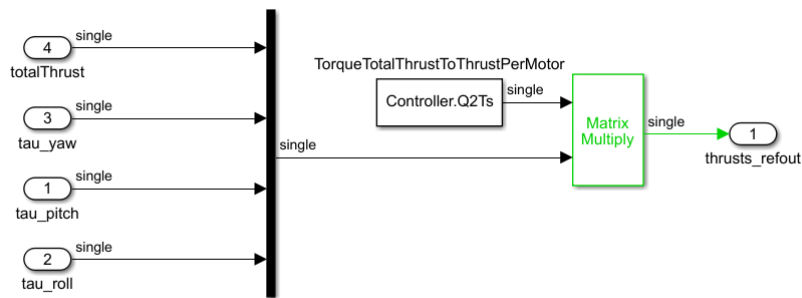 4
single
totalThrust
3
single
tau_yaw
1
single
tau_pitch
2
single
tau_roll
single
TorqueTotalThrustToThrustPerMotor
Controller.Q2Ts
single
Matrix
Multiply
single
1
thrusts_refout